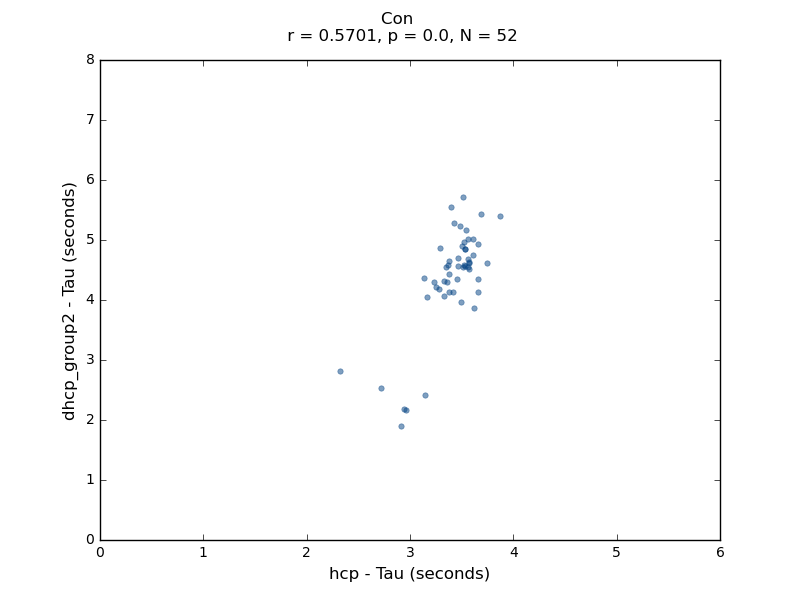 Con
r = 0.5701, p = 0.0, N = 52
8
7
6
5
4
3
2
1
0
dhcp_group2 - Tau (seconds)
0 1 2 3 4 5 6
hcp - Tau (seconds)